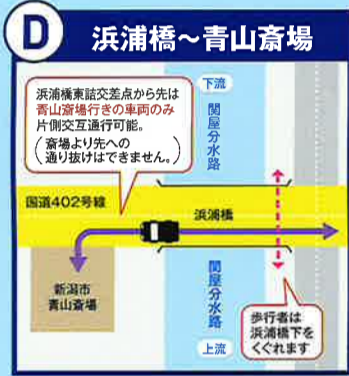 D 浜浦橋～青山斎場
浜浦橋東詰交差点から先は
青山斎場行きの車両のみ
片側交互通行可能。
(斎場より先への
通り抜けはできません。)
下流
関屋分水路
国道402号線
浜浦橋
新潟市
青山斎場
関屋分水路
上流
歩行者は
浜浦橋下を
くぐれます